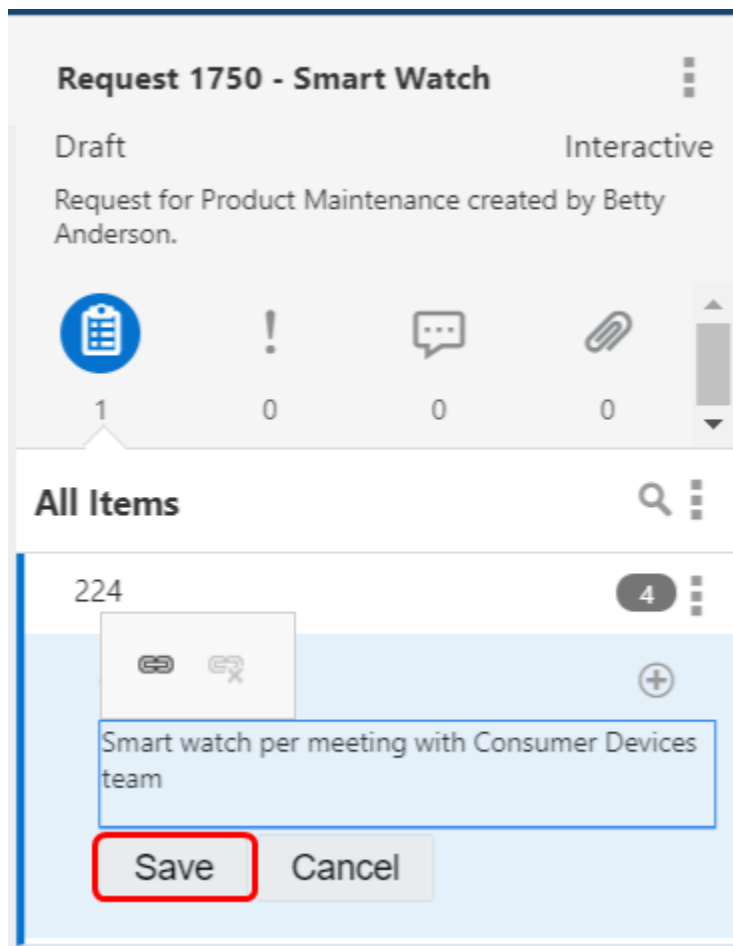 Request 1750 - Smart Watch
Draft Interactive
Request for Product Maintenance created by Betty
Anderson.
1 0 0 0
All Items
224 4
Smart watch per meeting with Consumer Devices
team
Save Cancel